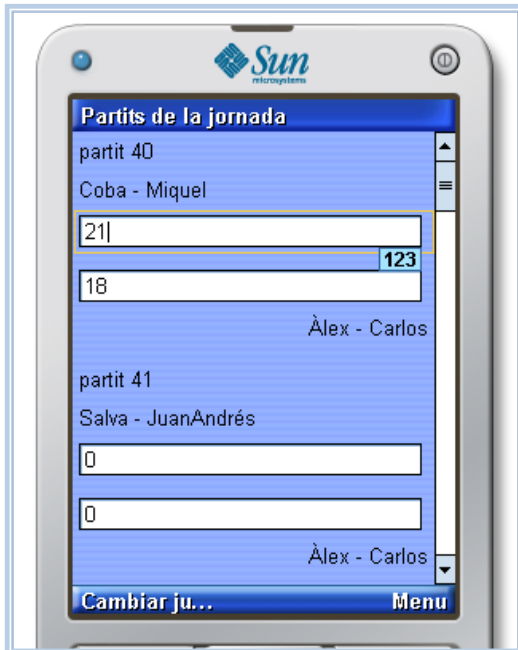 Sun
microsystems
Partits de la jornada
partit 40
Coba - Miquel
21
123
18
Àlex - Carlos
partit 41
Salva - JuanAndrés
0
0
Àlex - Carlos
Cambiar ju... Menu